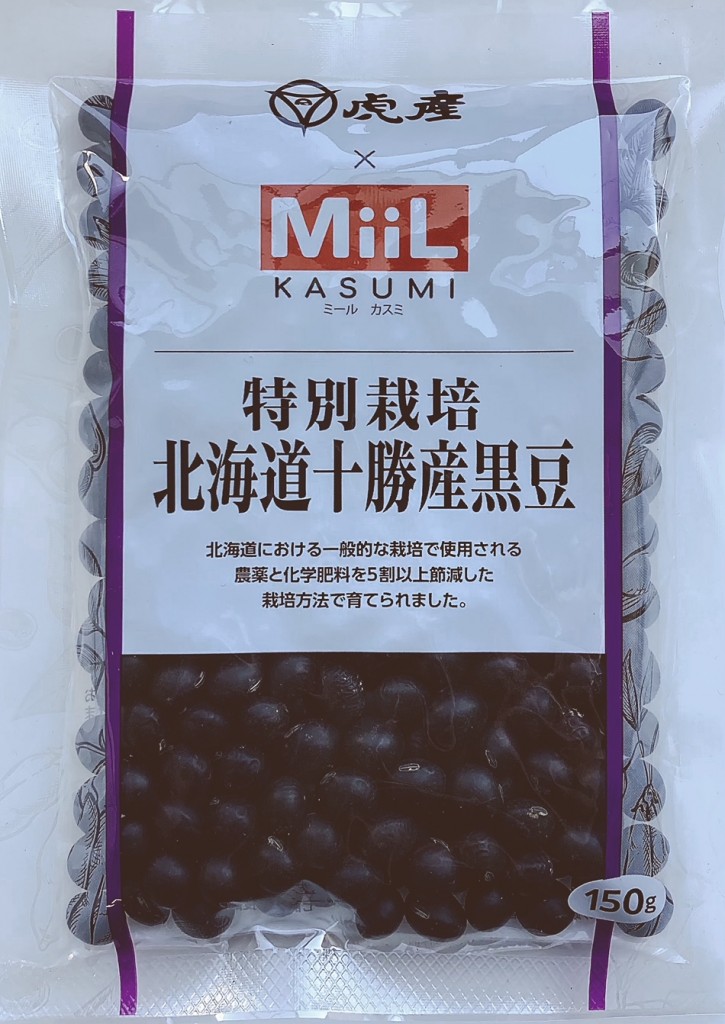 虎産
×
MiiL
KASUMI
ミール カスミ
特別栽培
北海道十勝産黒豆
北海道における一般的な栽培で使用される
農薬と化学肥料を5割以上節減した
栽培方法で育てられました。
150g